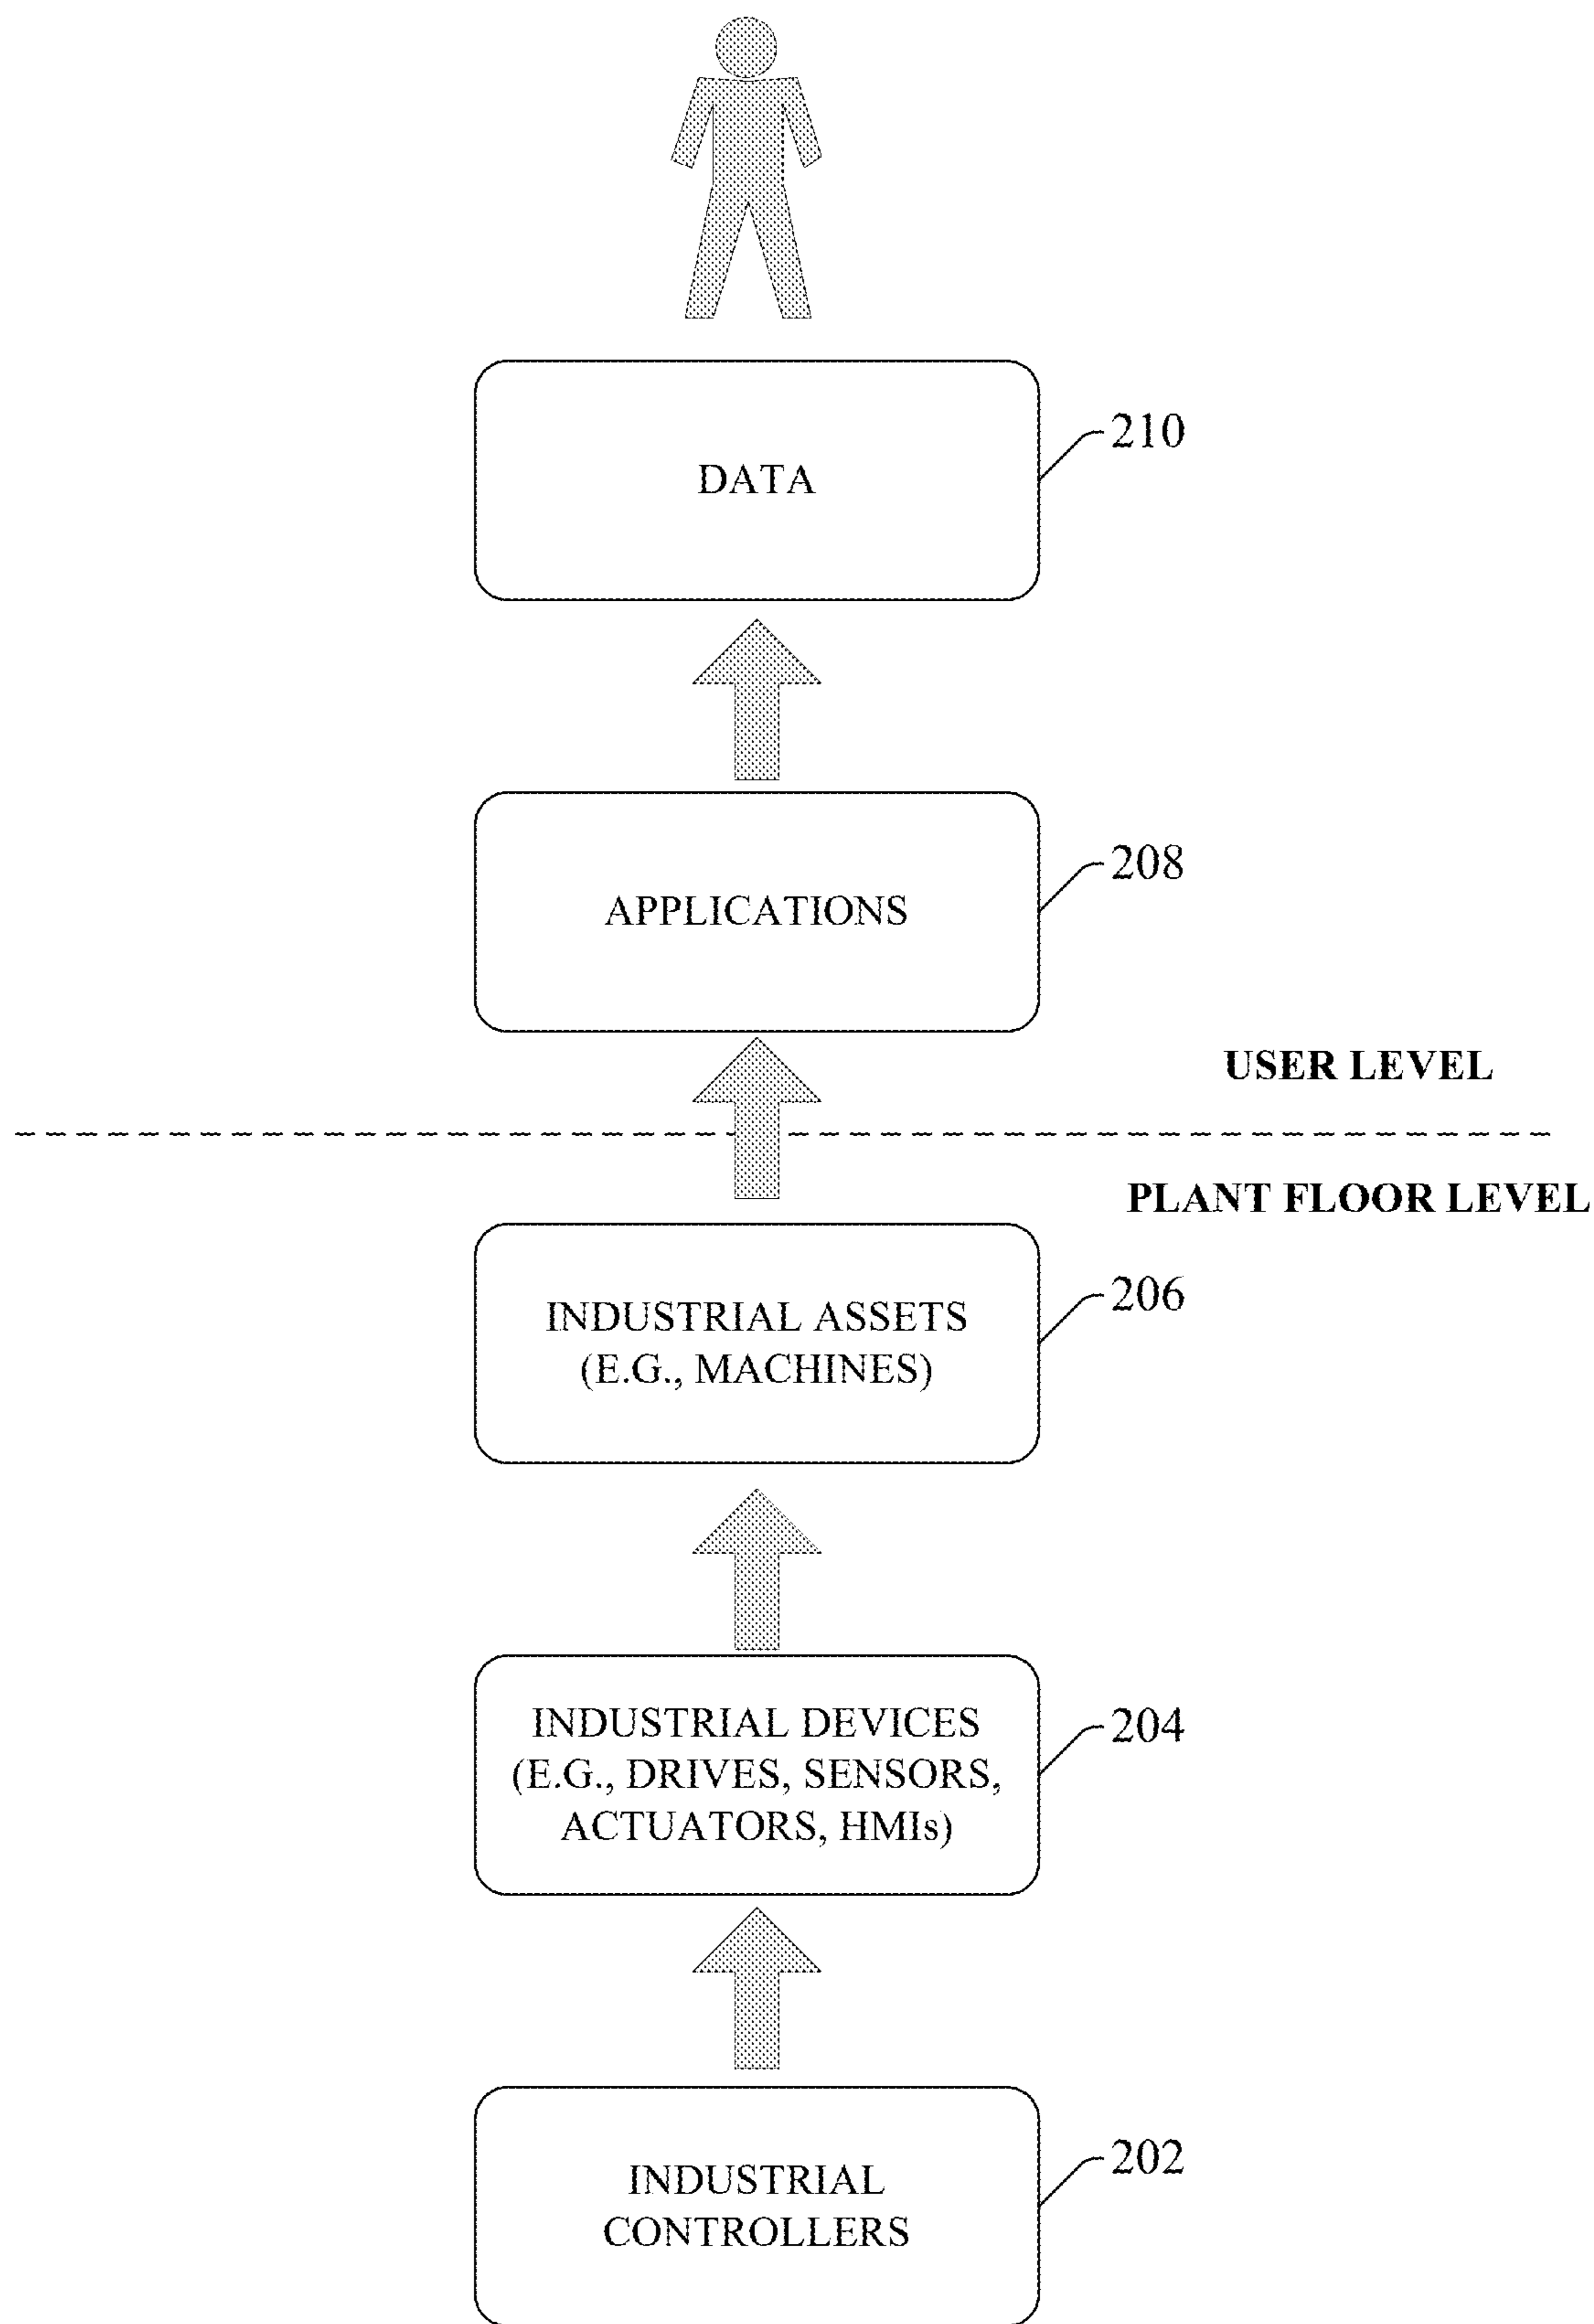 210
DATA
208
APPLICATIONS
USER LEVEL
PLANT FLOOR LEVEL
206
INDUSTRIAL ASSETS
(E.G., MACHINES)
204
INDUSTRIAL DEVICES
(E.G., DRIVES, SENSORS,
ACTUATORS, HMIs)
202
INDUSTRIAL
CONTROLLERS